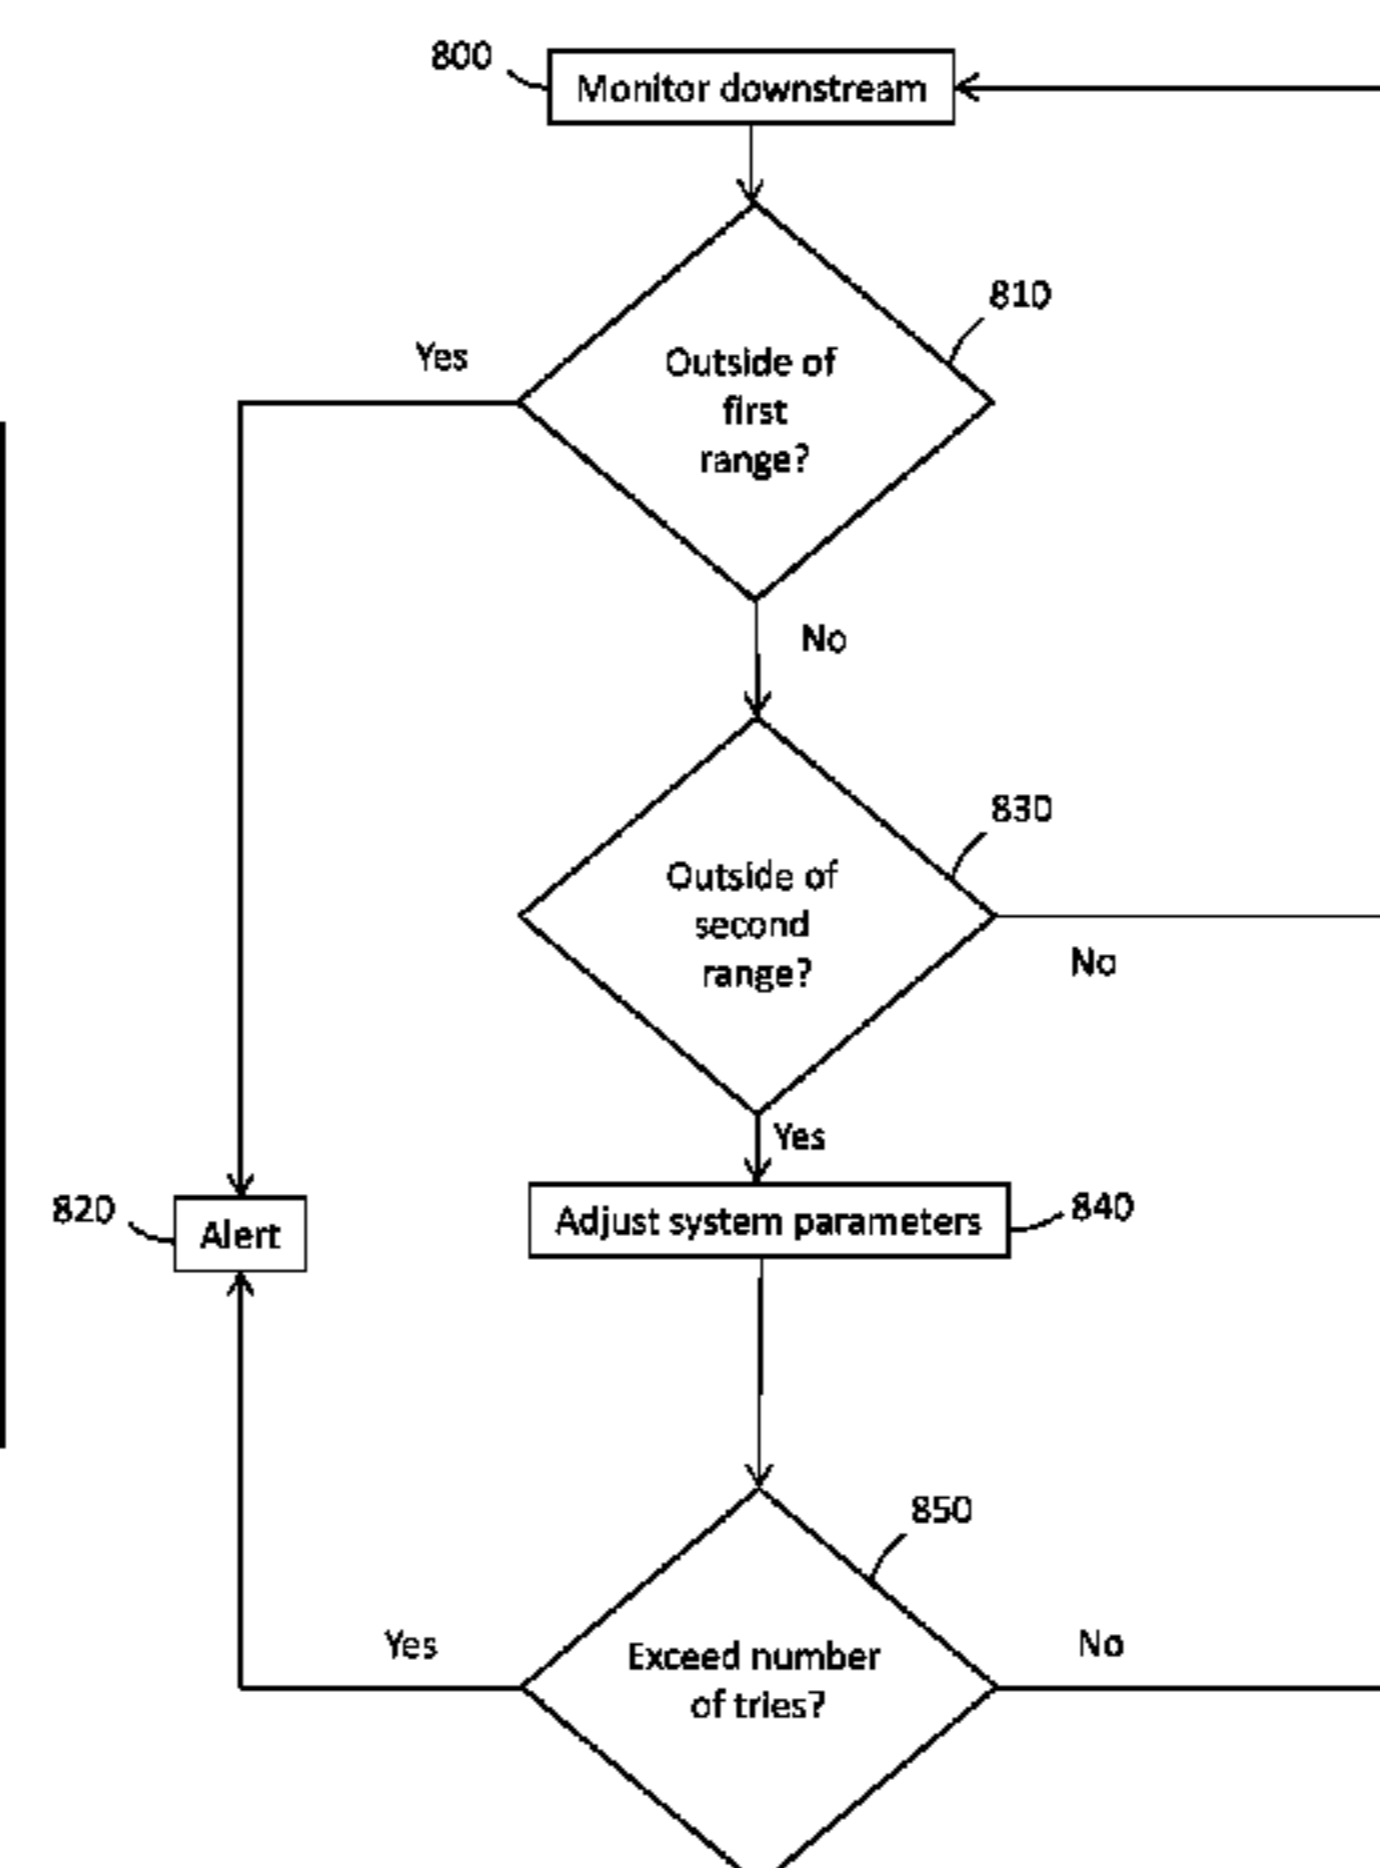 800
Monitor downstream
810
Yes
Outside of
first
range?
No
830
Outside of
second
range?
No
Yes
820
Alert
Adjust system parameters
840
850
Yes
Exceed number
of tries?
No